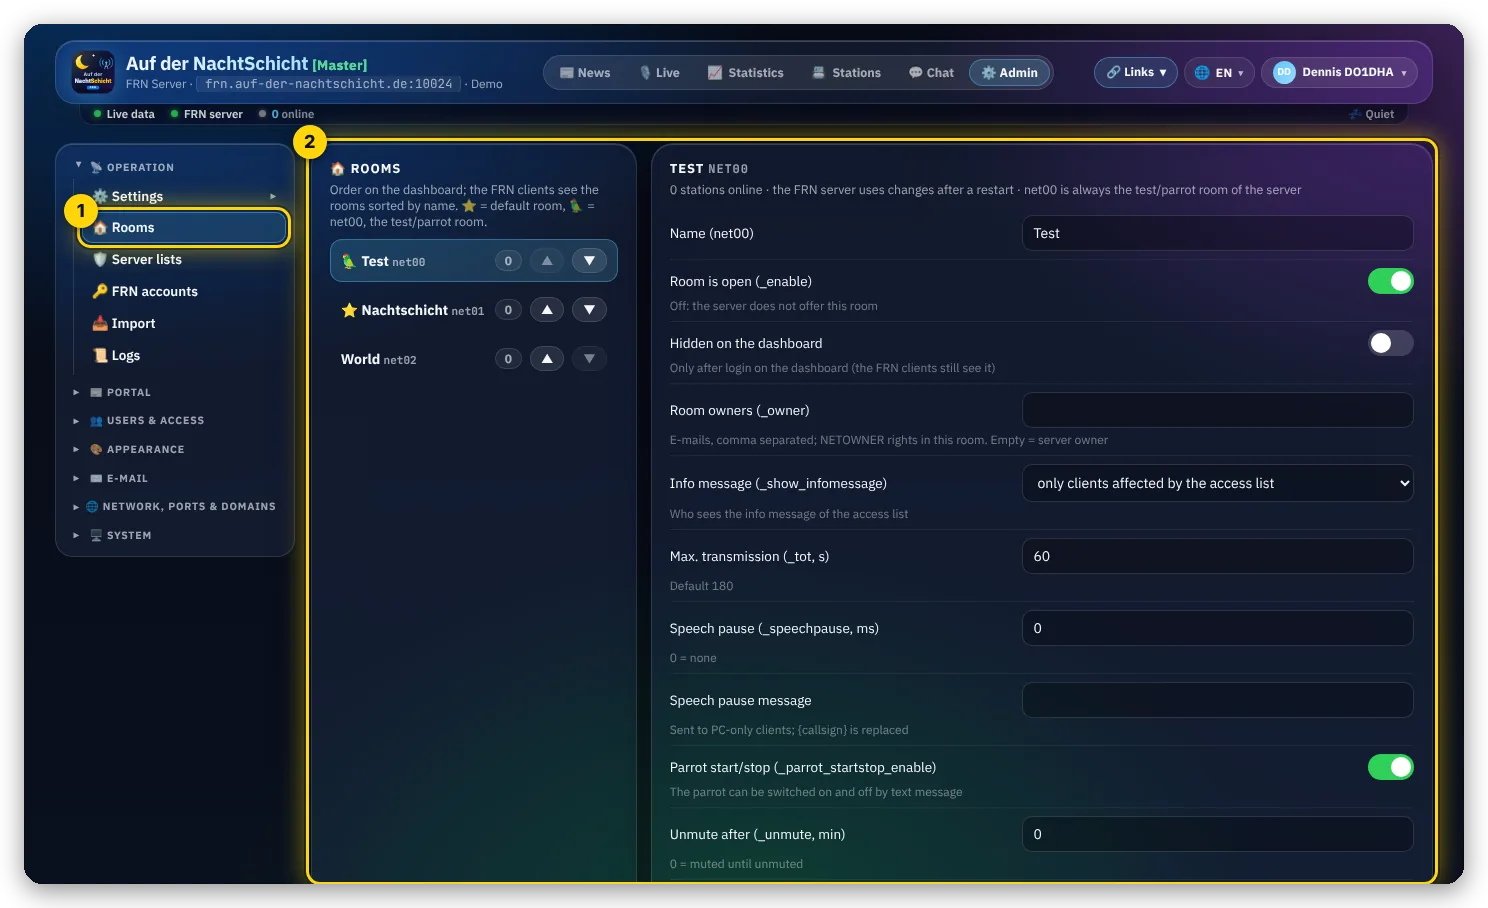 Auf der NachtSchicht [Master]
FRN Server · frn.auf-der-nachtschicht.de:10024 · Demo
Auf der
NachtSchicht
News
Live
Statistics
Stations
Chat
Admin
Links ▾
EN ▾
DD Dennis DO1DHA ▾
Live data
FRN server
0 online
Quiet
1
2
OPERATION
Settings
Rooms
Server lists
FRN accounts
Import
Logs
PORTAL
USERS & ACCESS
APPEARANCE
E-MAIL
NETWORK, PORTS & DOMAINS
SYSTEM
ROOMS
Order on the dashboard; the FRN clients see the
rooms sorted by name. ⭐ = default room, 🦜 =
net00, the test/parrot room.
Test net00 0 ▲ ▼
Nachtschicht net01 0 ▲ ▼
World net02 0 ▲ ▼
TEST NET00
0 stations online · the FRN server uses changes after a restart · net00 is always the test/parrot room of the server
Name (net00)
Test
Room is open (_enable)
Off: the server does not offer this room
Hidden on the dashboard
Only after login on the dashboard (the FRN clients still see it)
Room owners (_owner)
E-mails, comma separated; NETOWNER rights in this room. Empty = server owner
Info message (_show_infomessage)
only clients affected by the access list
Who sees the info message of the access list
Max. transmission (_tot, s)
60
Default 180
Speech pause (_speechpause, ms)
0
0 = none
Speech pause message
Sent to PC-only clients; {callsign} is replaced
Parrot start/stop (_parrot_startstop_enable)
The parrot can be switched on and off by text message
Unmute after (_unmute, min)
0
0 = muted until unmuted